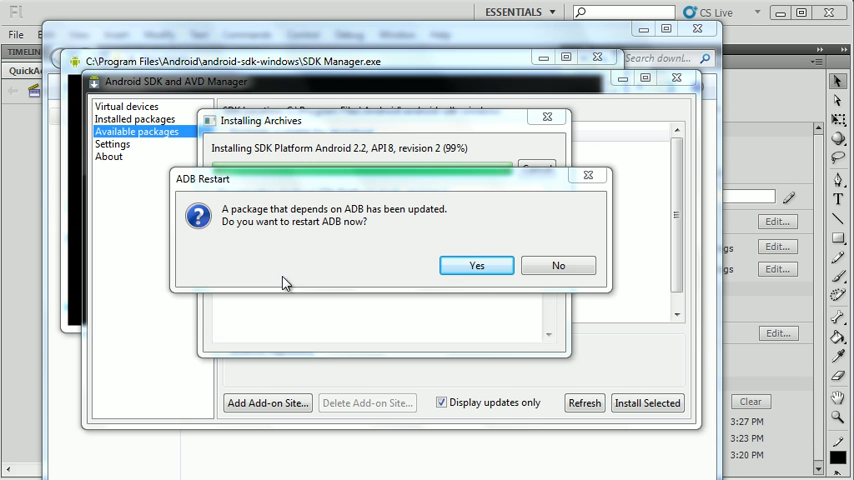 Fl
ESSENTIALS
CS Live
File
TIMELIN
QuickAc
Search downl...
C:\Program Files\Android\android-sdk-windows\SDK Manager.exe
Android SDK and AVD Manager
Virtual devices
Installed packages
Available packages
Settings
About
Installing Archives
Installing SDK Platform Android 2.2, API 8, revision 2 (99%)
ADB Restart
A package that depends on ADB has been updated.
Do you want to restart ADB now?
Yes
No
Edit...
gs
Edit...
s
Edit...
Edit...
Add Add-on Site...
Delete Add-on Site...
Display updates only
Refresh
Install Selected
Clear
3:27 PM
3:23 PM
3:20 PM